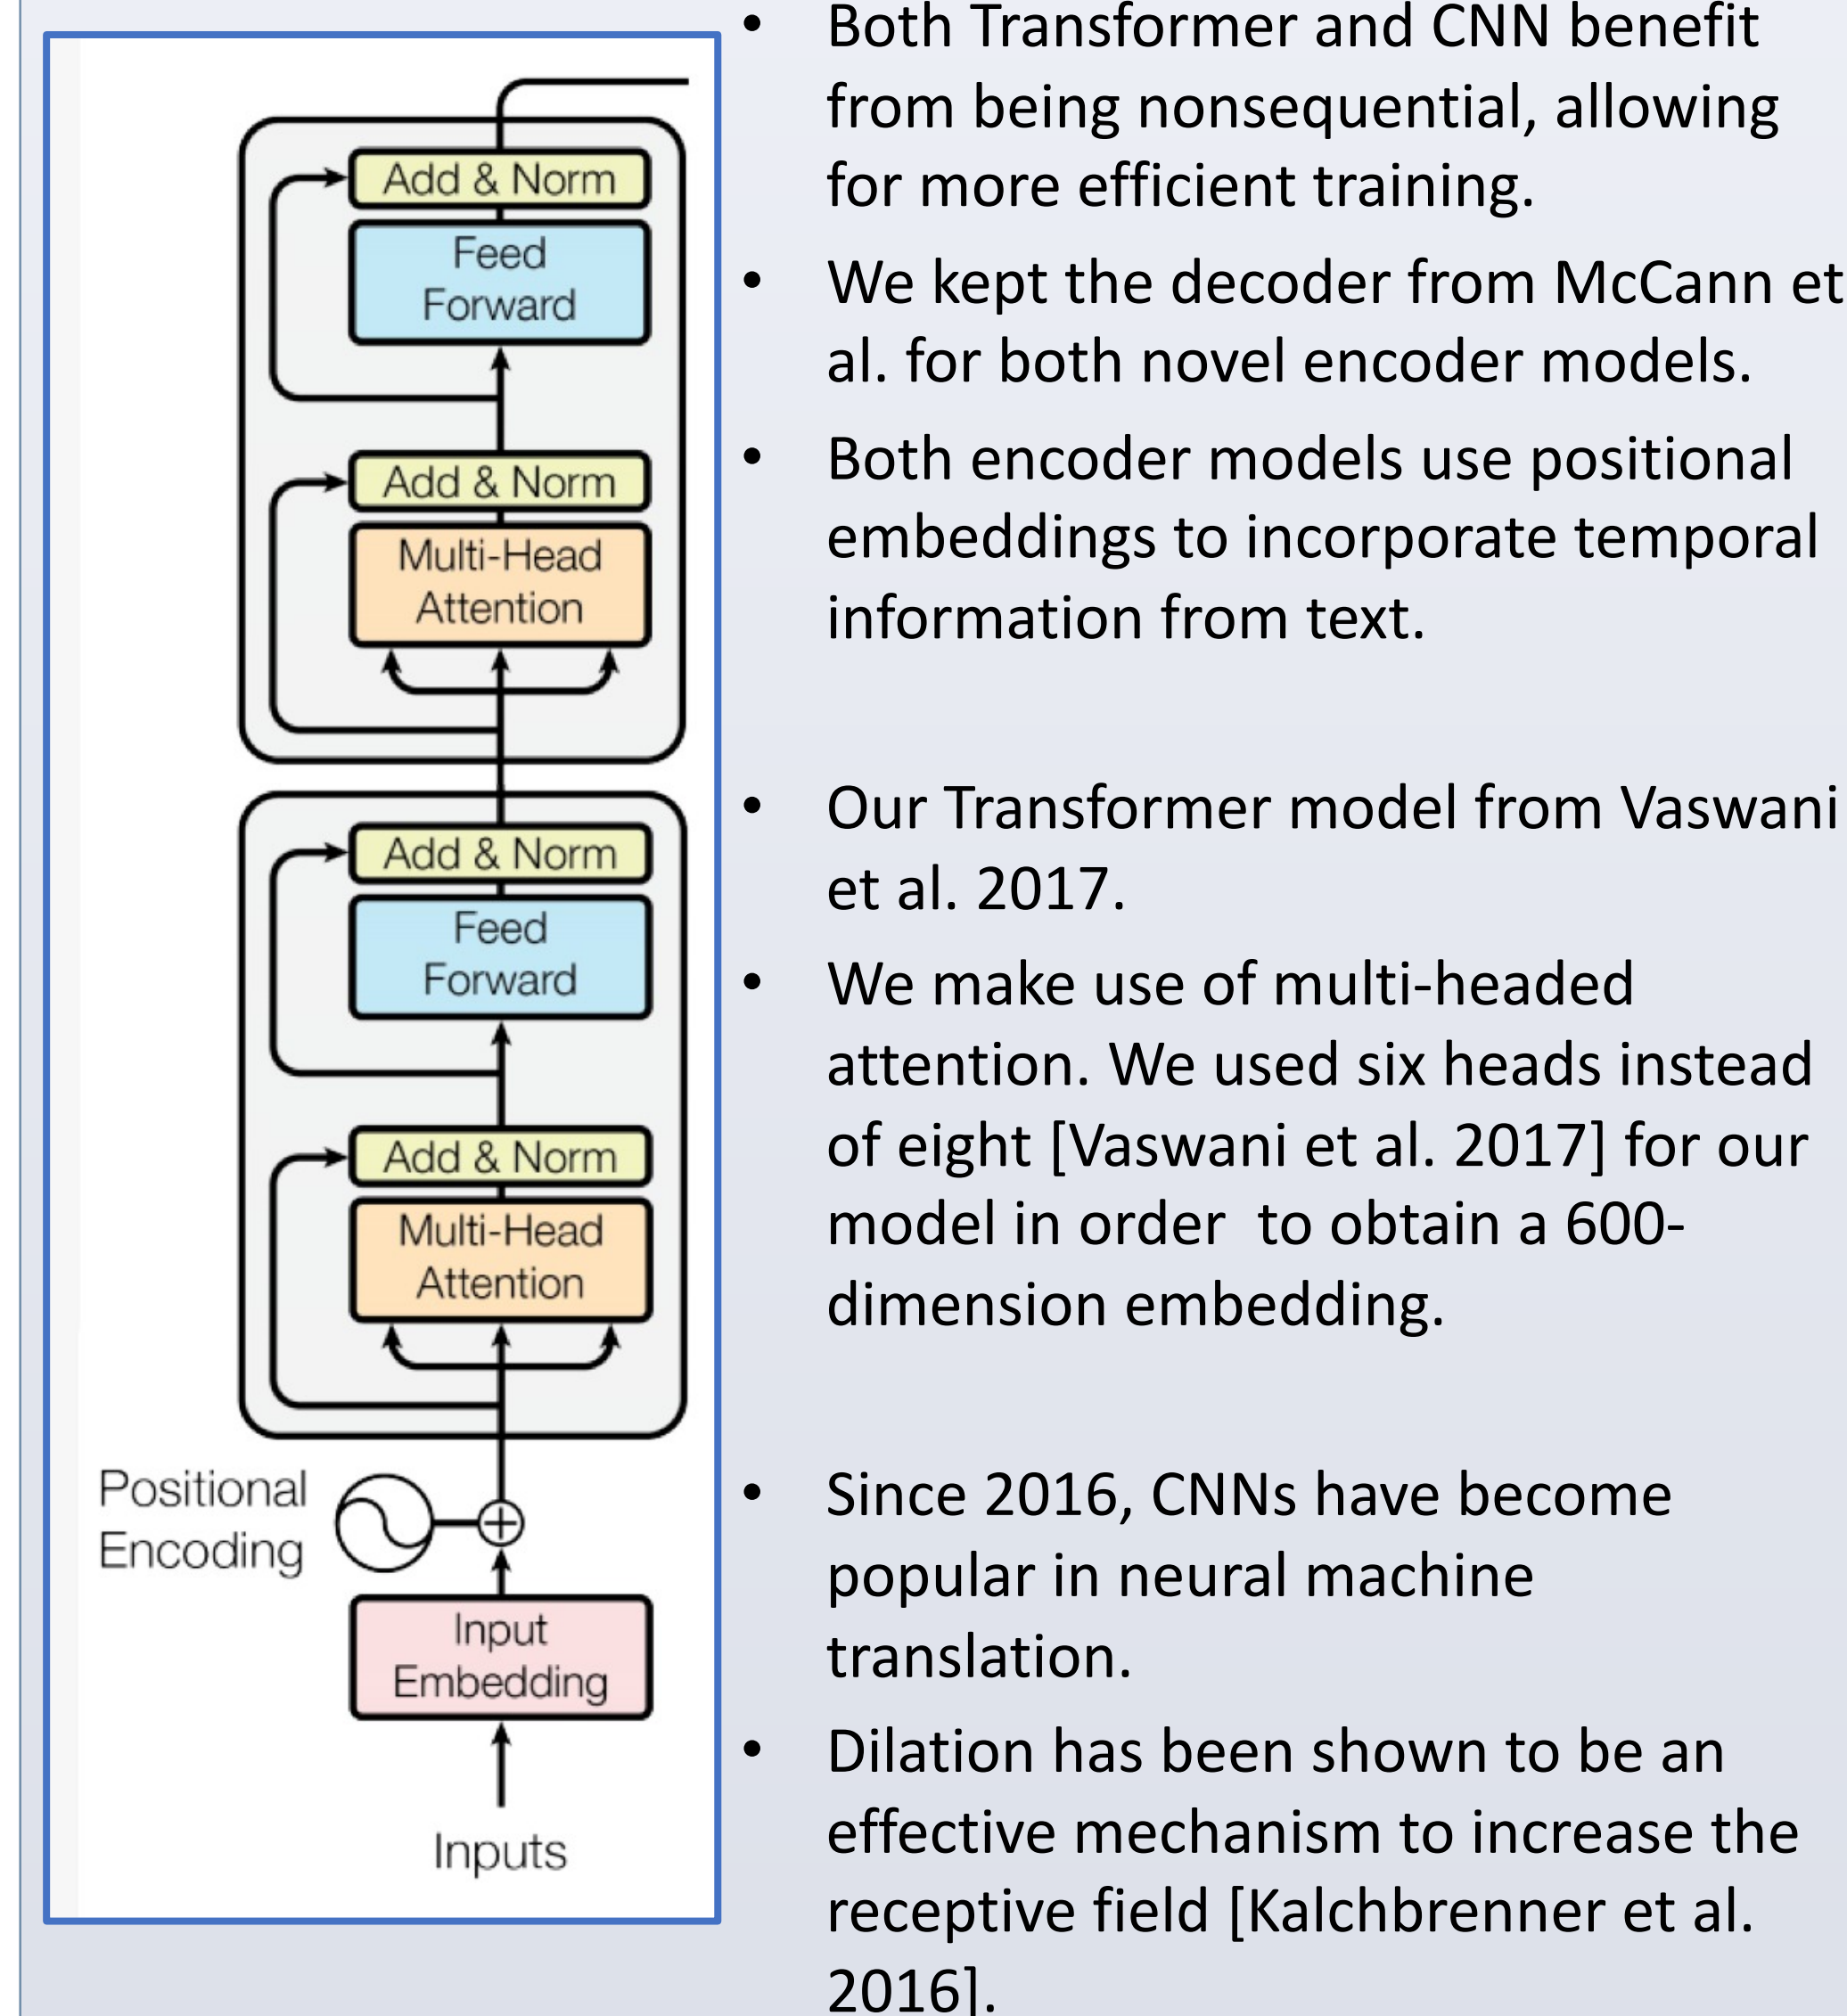 Add & Norm
Feed
Forward
Add & Norm
Multi-Head
Attention
Add & Norm
Feed
Forward
Add & Norm
Multi-Head
Attention
Positional
Encoding
Input
Embedding
Inputs
• Both Transformer and CNN benefit
from being nonsequential, allowing
for more efficient training.
• We kept the decoder from McCann et
al. for both novel encoder models.
• Both encoder models use positional
embeddings to incorporate temporal
information from text.
• Our Transformer model from Vaswani
et al. 2017.
• We make use of multi-headed
attention. We used six heads instead
of eight [Vaswani et al. 2017] for our
model in order  to obtain a 600-
dimension embedding.
• Since 2016, CNNs have become
popular in neural machine
translation.
• Dilation has been shown to be an
effective mechanism to increase the
receptive field [Kalchbrenner et al.
2016].